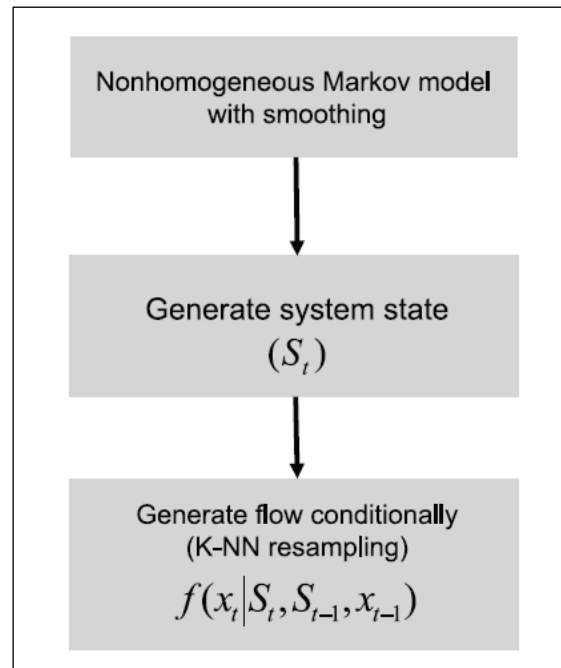 Nonhomogeneous Markov model
with smoothing
Generate system state
(S_t)
Generate flow conditionally
(K-NN resampling)
f(x_t|S_t, S_{t-1}, x_{t-1})